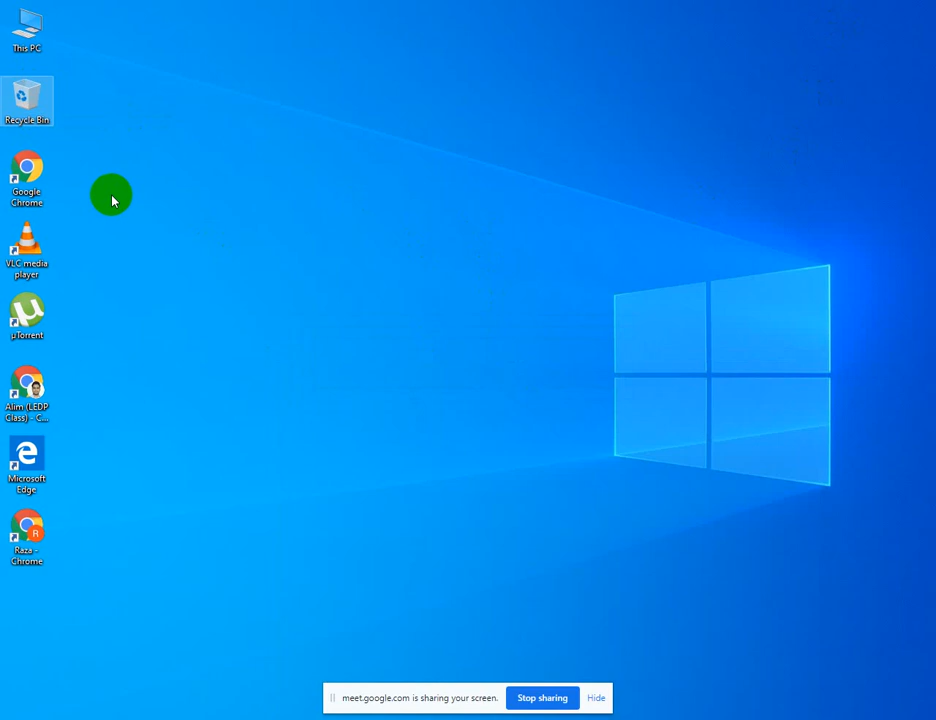 This PC
Recycle Bin
Google
Chrome
VLC media
player
µ
µTorrent
Alim (LEDP
Class) - C...
Microsoft
Edge
R
Raza -
Chrome
meet.google.com is sharing your screen. Stop sharing Hide